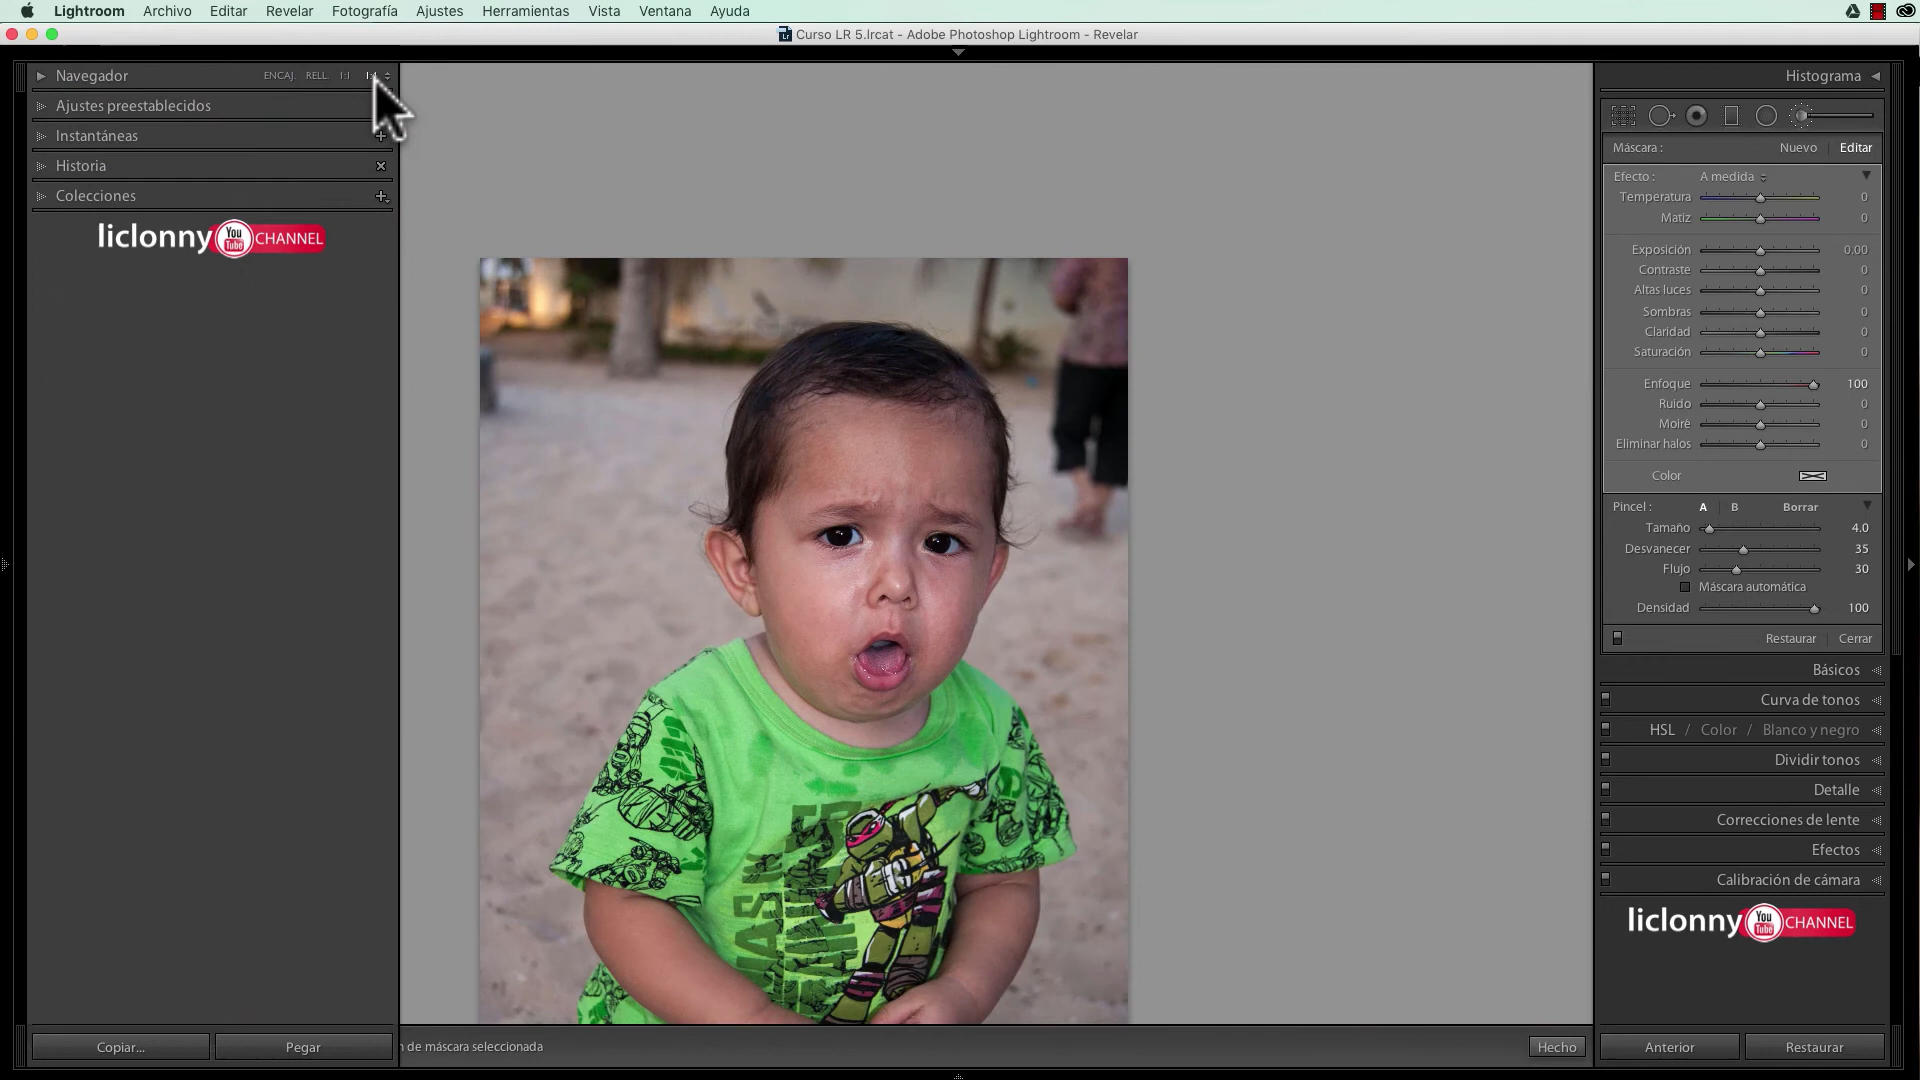 Lightroom Archivo Editar Revelar Fotografía Ajustes Herramientas Vista Ventana Ayuda
Curso LR 5.lrcat - Adobe Photoshop Lightroom - Revelar
Navegador ENCAJ. RELL. 1:1
Ajustes preestablecidos
Instantáneas
Historia
Colecciones
liclonny You Tube CHANNEL
Copiar... Pegar
n de máscara seleccionada
Hecho
Histograma
Máscara : Nuevo Editar
Efecto : A medida
Temperatura 0
Matiz 0
Exposición 0.00
Contraste 0
Altas luces 0
Sombras 0
Claridad 0
Saturación 0
Enfoque 100
Ruido 0
Moiré 0
Eliminar halos 0
Color
Pincel : A B Borrar
Tamaño 4.0
Desvanecer 35
Flujo 30
Máscara automática
Densidad 100
Restaurar Cerrar
Básicos
Curva de tonos
HSL / Color / Blanco y negro
Dividir tonos
Detalle
Correcciones de lente
Efectos
Calibración de cámara
liclonny You Tube CHANNEL
Anterior Restaurar